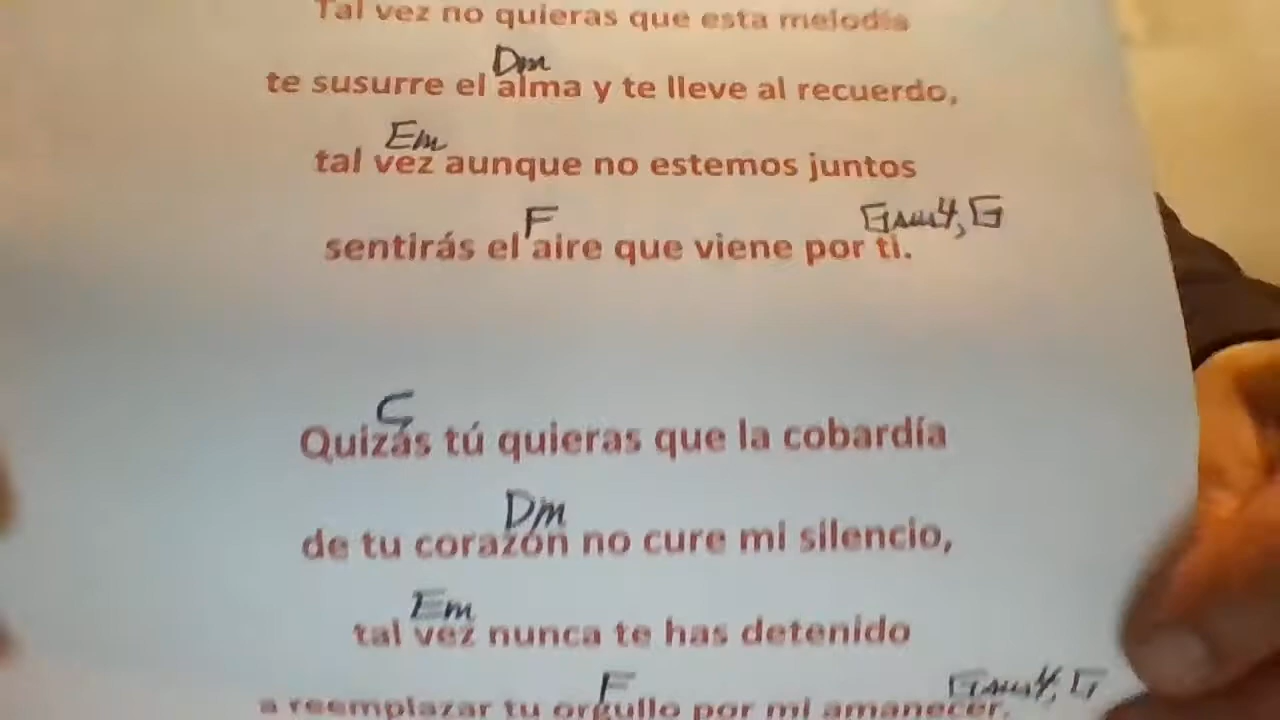 Tal vez no quieras que esta melodía
Dm
te susurre el alma y te lleve al recuerdo,
Em
tal vez aunque no estemos juntos
F Gsus4, G
sentirás el aire que viene por ti.
C
Quizás tú quieras que la cobardía
Dm
de tu corazón no cure mi silencio,
Em
tal vez nunca te has detenido
F Gsus4, G
a reemplazar tu orgullo por mi amanecer.